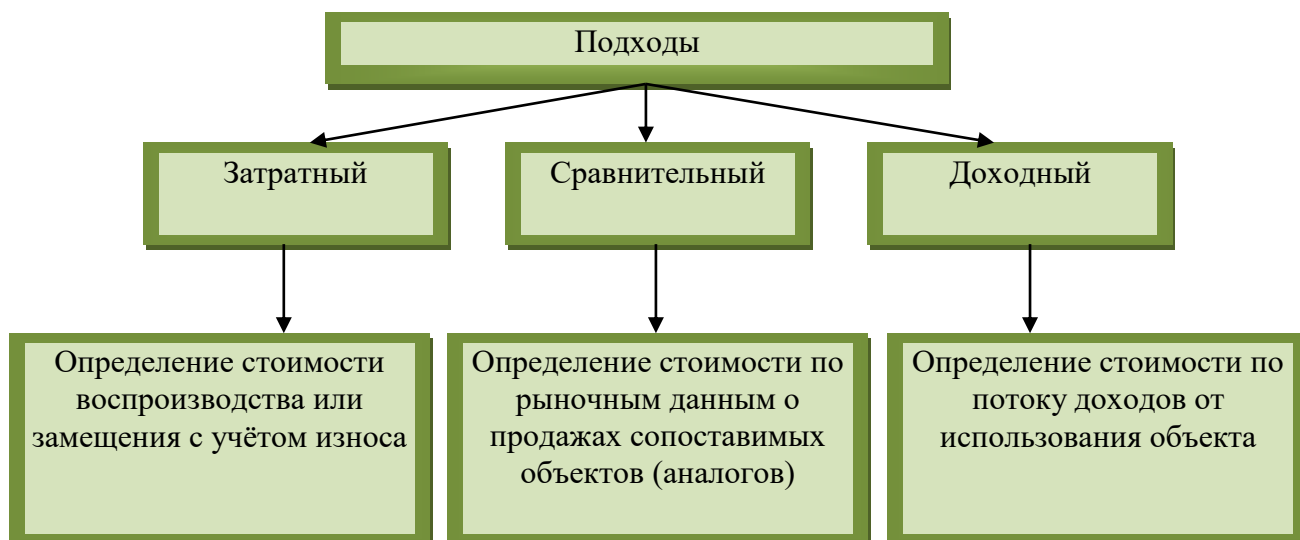 Подходы
Затратный
Сравнительный
Доходный
Определение стоимости
воспроизводства или
замещения с учётом износа
Определение стоимости по
рыночным данным о
продажах сопоставимых
объектов (аналогов)
Определение стоимости по
потоку доходов от
использования объекта